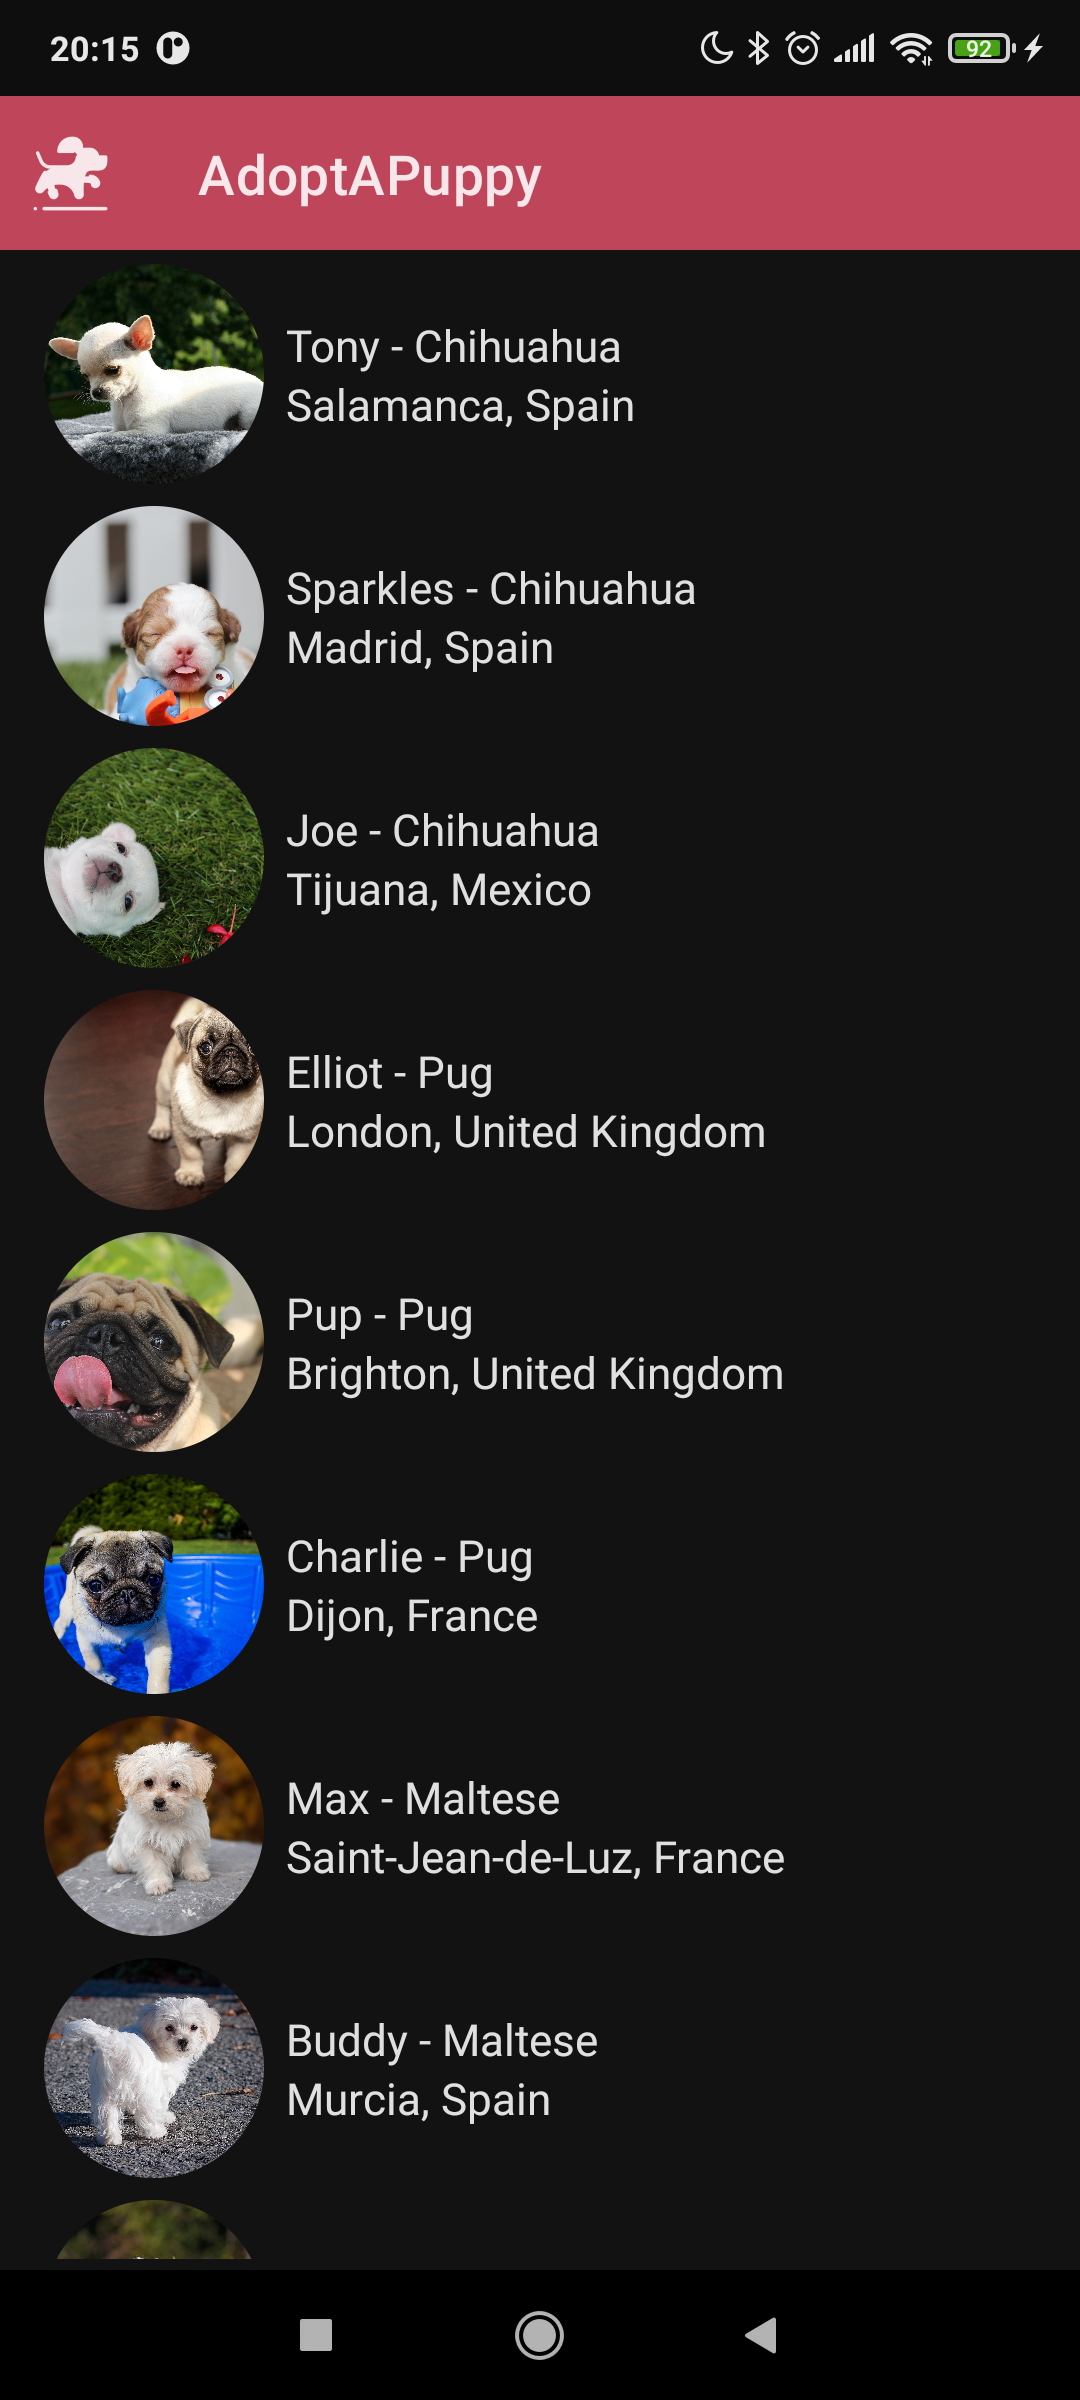 20:15
92
AdoptAPuppy
Tony - Chihuahua
Salamanca, Spain
Sparkles - Chihuahua
Madrid, Spain
Joe - Chihuahua
Tijuana, Mexico
Elliot - Pug
London, United Kingdom
Pup - Pug
Brighton, United Kingdom
Charlie - Pug
Dijon, France
Max - Maltese
Saint-Jean-de-Luz, France
Buddy - Maltese
Murcia, Spain